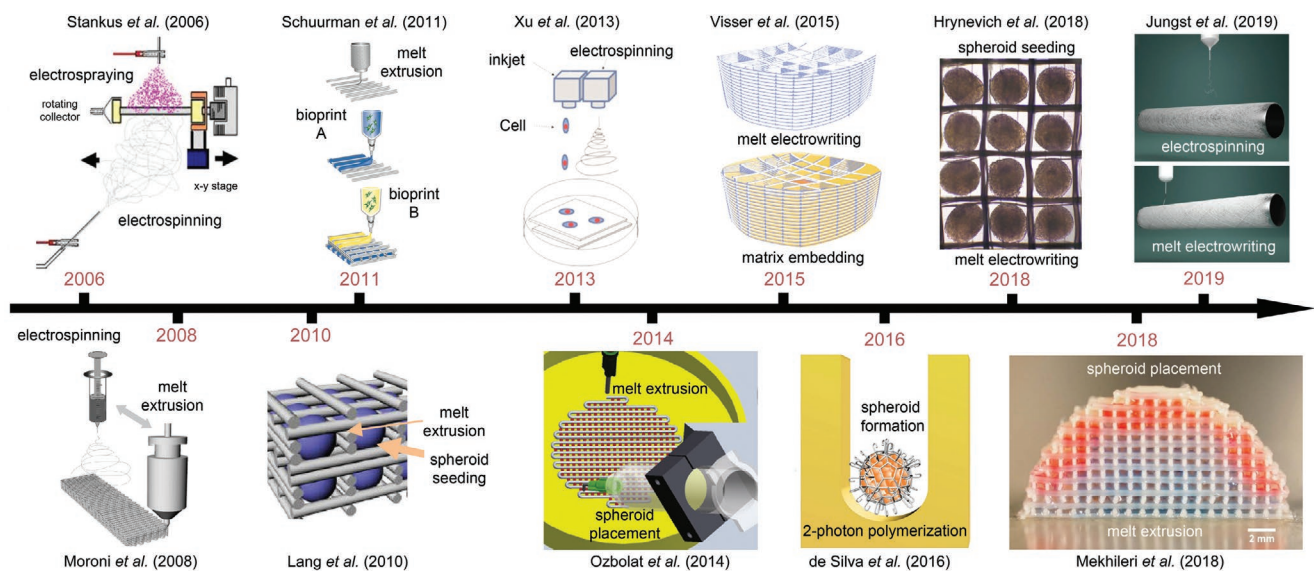 Stankus et al. (2006)
electrospraying
rotating
collector
x-y stage
electrospinning
Schuurman et al. (2011)
melt
extrusion
bioprint
A
bioprint
B
Xu et al. (2013)
electrospinning
inkjet
Cell
Visser et al. (2015)
melt electrowriting
matrix embedding
Hrynevich et al. (2018)
spheroid seeding
melt electrowriting
Jungst et al. (2019)
electrospinning
melt electrowriting
2006
2011
2013
2015
2018
2019
2008
2010
2014
2016
2018
electrospinning
melt
extrusion
Moroni et al. (2008)
melt
extrusion
spheroid
seeding
Lang et al. (2010)
melt extrusion
spheroid
placement
Ozbolat et al. (2014)
spheroid
formation
2-photon polymerization
de Silva et al. (2016)
spheroid placement
melt extrusion
2 mm
Mekhileri et al. (2018)